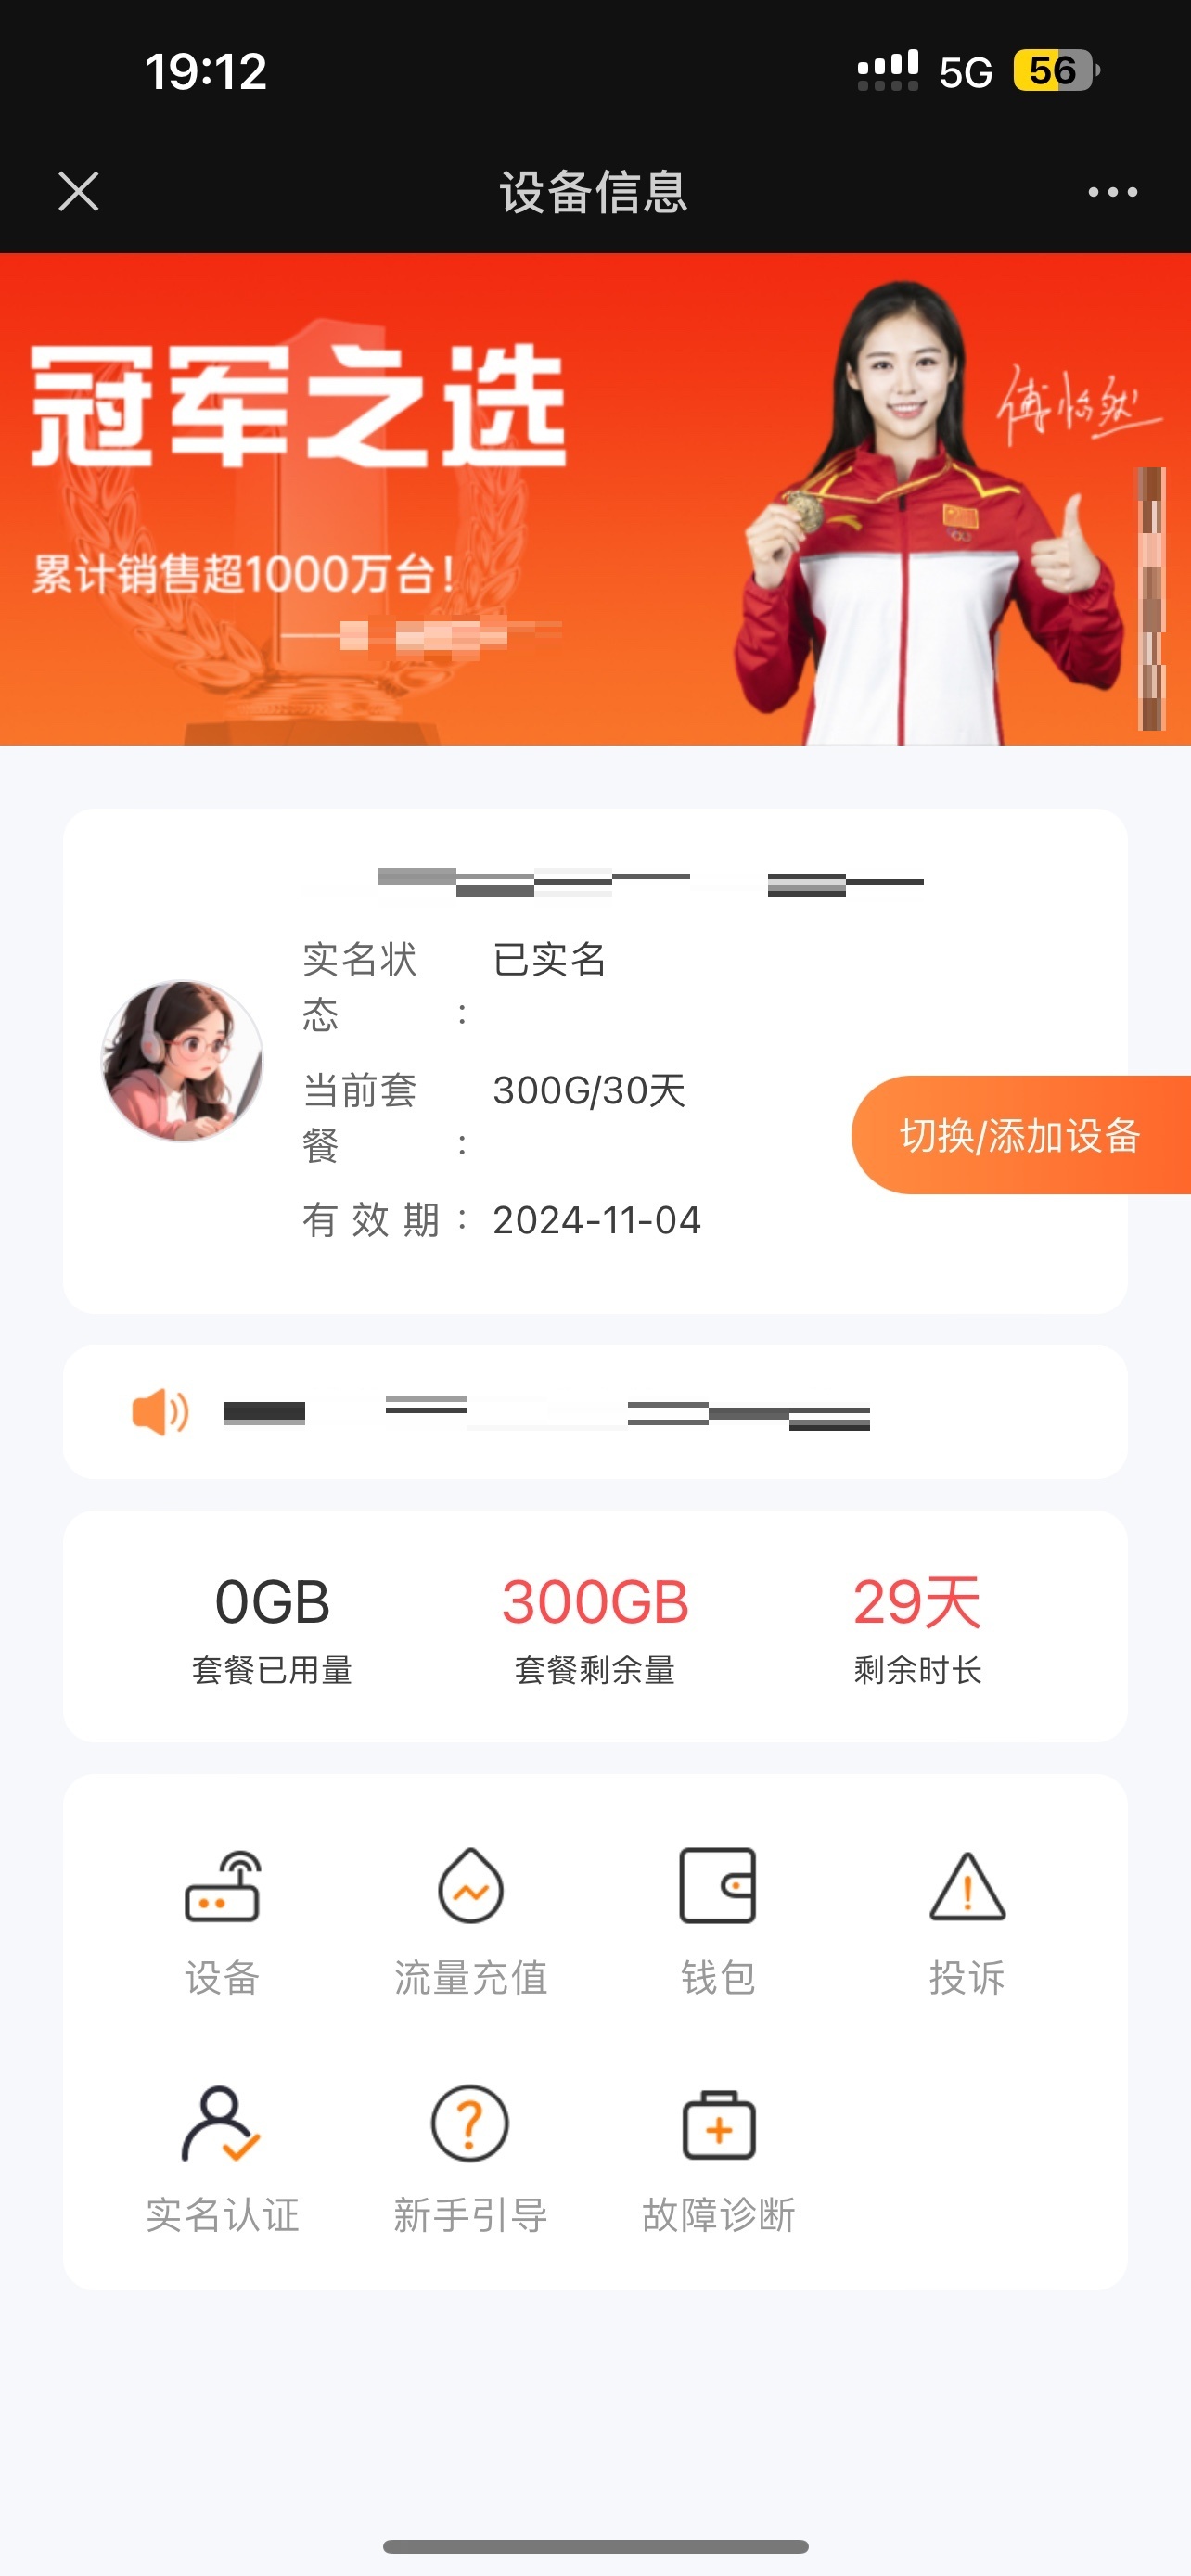 19:12
5G
56
设备信息
冠军之选
傅怡然
累计销售超1000万台！
实名状态： 已实名
当前套餐： 300G/30天
有效期： 2024-11-04
切换/添加设备
0GB
套餐已用量
300GB
套餐剩余量
29天
剩余时长
设备
流量充值
钱包
投诉
实名认证
新手引导
故障诊断